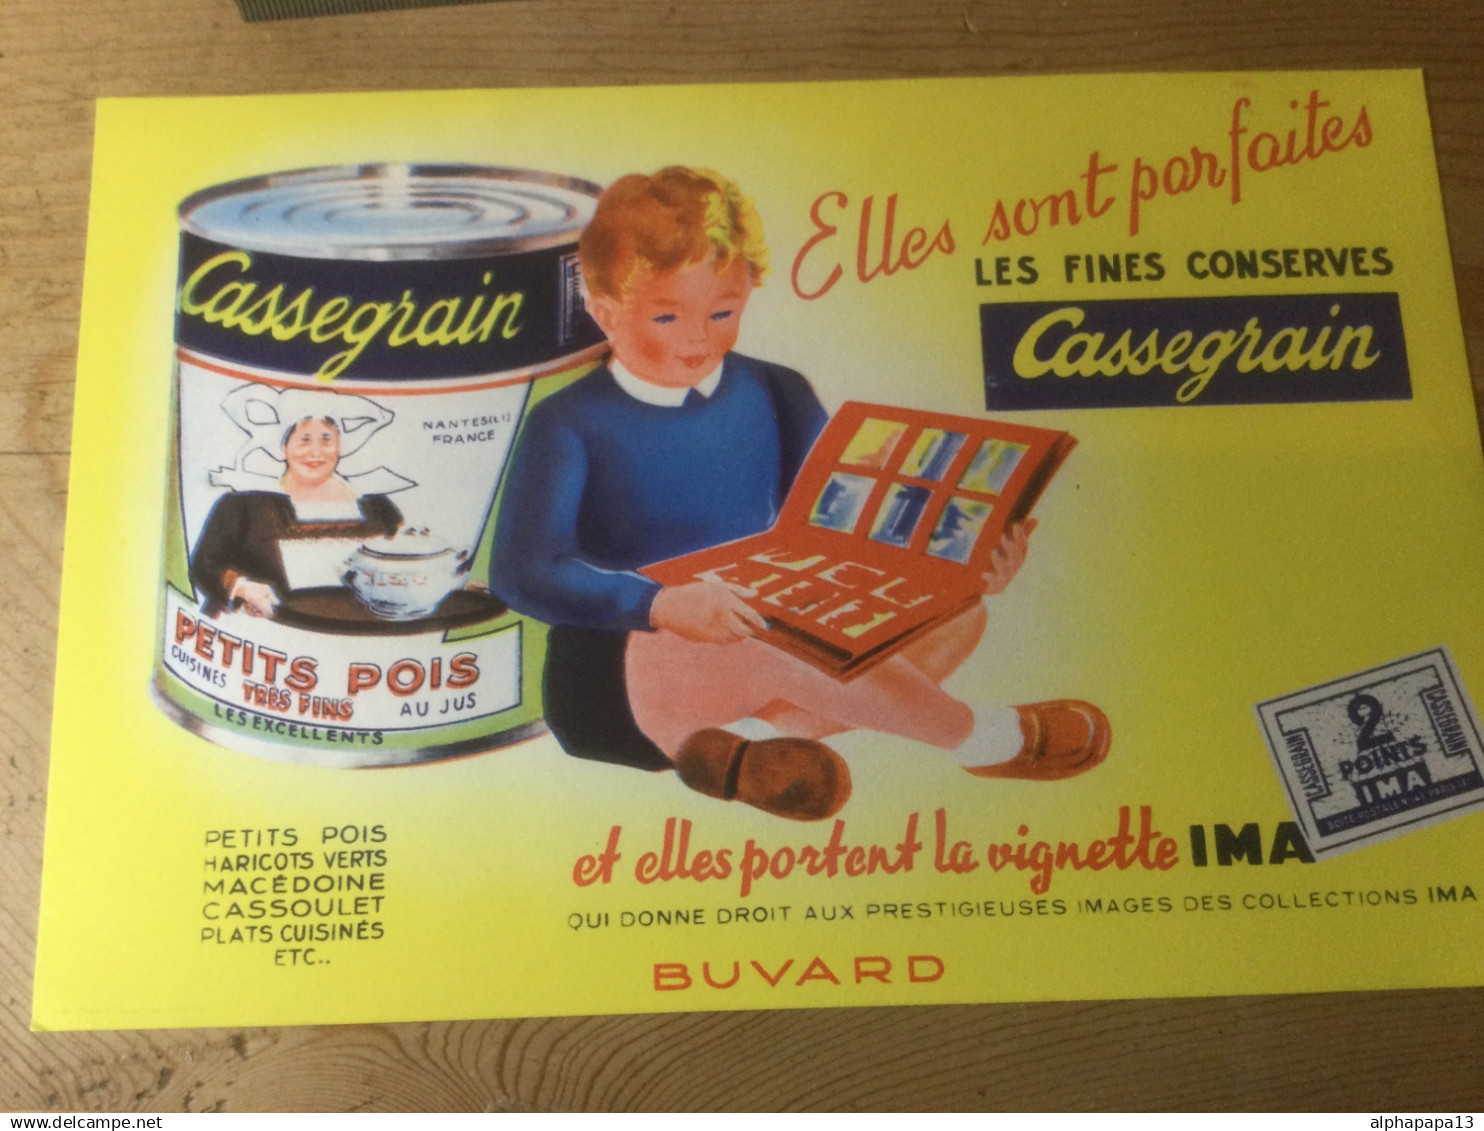 Elles sont parfaites
LES FINES CONSERVES
Cassegrain
Cassegrain
NANTES (L.I.)
FRANCE
PETITS POIS
CUISINES TRES FINS AU JUS
LES EXCELLENTS
2
POINTS
IMA
CASSEGRAIN
CASSEGRAIN
PETITS POIS
HARICOTS VERTS
MACÉDOINE
CASSOULET
PLATS CUISINÉS
ETC..
et elles portent la vignette IMA
QUI DONNE DROIT AUX PRESTIGIEUSES IMAGES DES COLLECTIONS IMA
BUVARD
www.delcampe.net
alphapapa13